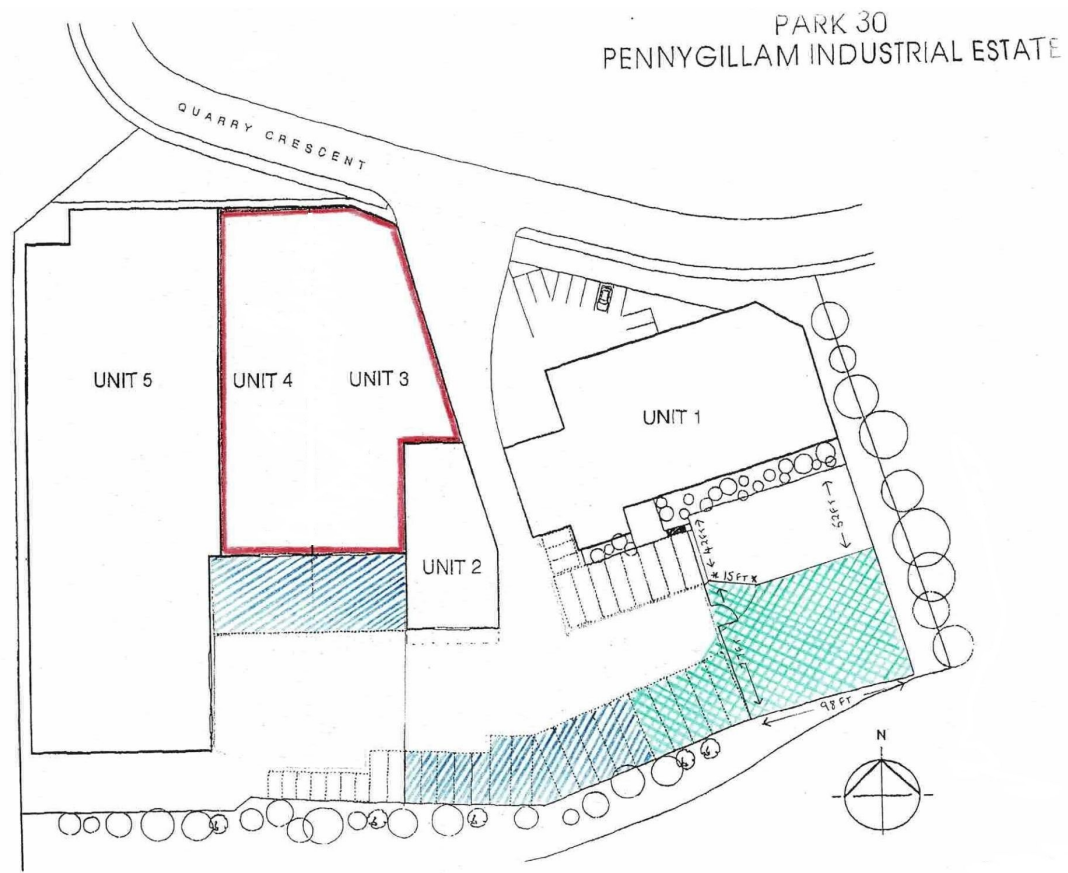 PARK 30
PENNYGILLAM INDUSTRIAL ESTATE
QUARRY CRESCENT
UNIT 5
UNIT 4
UNIT 3
UNIT 1
UNIT 2
52FT
42FT
15FT
57FT
98FT
N